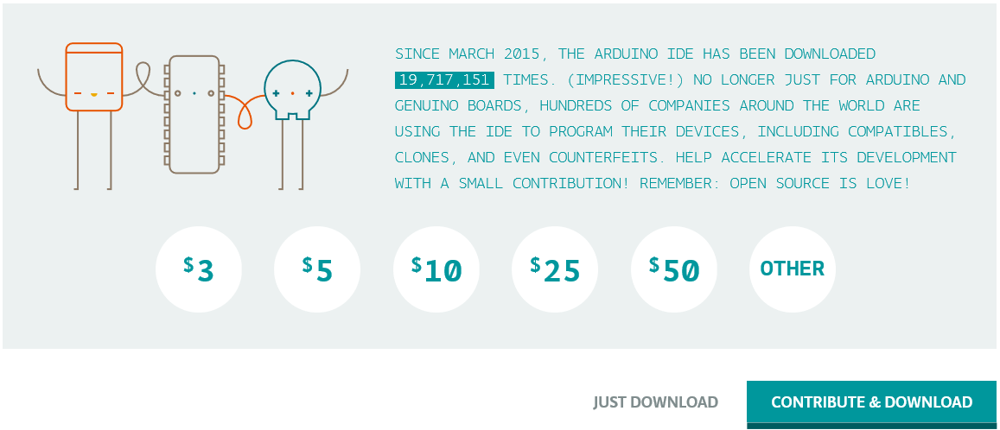 SINCE MARCH 2015, THE ARDUINO IDE HAS BEEN DOWNLOADED
19,717,151 TIMES. (IMPRESSIVE!) NO LONGER JUST FOR ARDUINO AND
GENUINO BOARDS, HUNDREDS OF COMPANIES AROUND THE WORLD ARE
USING THE IDE TO PROGRAM THEIR DEVICES, INCLUDING COMPATIBLES,
CLONES, AND EVEN COUNTERFEITS. HELP ACCELERATE ITS DEVELOPMENT
WITH A SMALL CONTRIBUTION! REMEMBER: OPEN SOURCE IS LOVE!
$3 $5 $10 $25 $50 OTHER
JUST DOWNLOAD CONTRIBUTE & DOWNLOAD